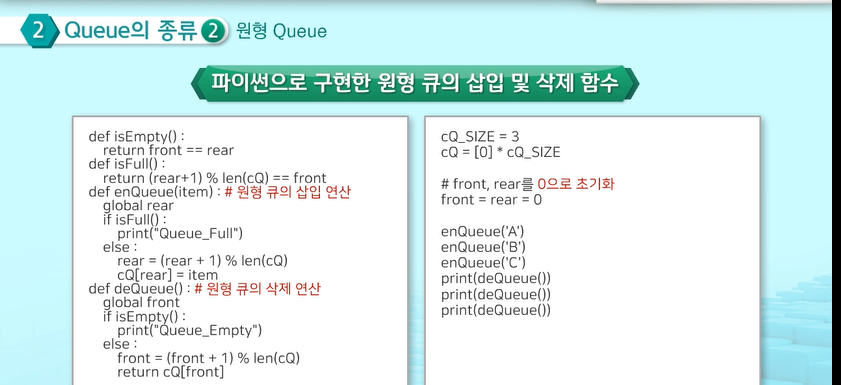 2 Queue의 종류 2 원형 Queue
파이썬으로 구현한 원형 큐의 삽입 및 삭제 함수
def isEmpty() :
return front == rear
def isFull() :
return (rear+1) % len(cQ) == front
def enQueue(item) : # 원형 큐의 삽입 연산
global rear
if isFull() :
print("Queue_Full")
else :
rear = (rear + 1) % len(cQ)
cQ[rear] = item
def deQueue() : # 원형 큐의 삭제 연산
global front
if isEmpty() :
print("Queue_Empty")
else :
front = (front + 1) % len(cQ)
return cQ[front]
cQ_SIZE = 3
cQ = [0] * cQ_SIZE
# front, rear를 0으로 초기화
front = rear = 0
enQueue('A')
enQueue('B')
enQueue('C')
print(deQueue())
print(deQueue())
print(deQueue())